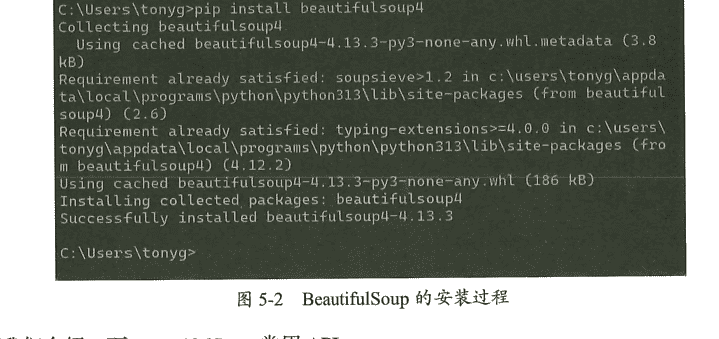 C:\Users\tonyg>pip install beautifulsoup4
Collecting beautifulsoup4
  Using cached beautifulsoup4-4.13.3-py3-none-any.whl.metadata (3.8
kB)
Requirement already satisfied: soupsieve>1.2 in c:\users\tonyg\appda
ta\local\programs\python\python313\lib\site-packages (from beautiful
soup4) (2.6)
Requirement already satisfied: typing-extensions>=4.0.0 in c:\users\
tonyg\appdata\local\programs\python\python313\lib\site-packages (fro
m beautifulsoup4) (4.12.2)
Using cached beautifulsoup4-4.13.3-py3-none-any.whl (186 kB)
Installing collected packages: beautifulsoup4
Successfully installed beautifulsoup4-4.13.3
C:\Users\tonyg>
图 5-2 BeautifulSoup 的安装过程